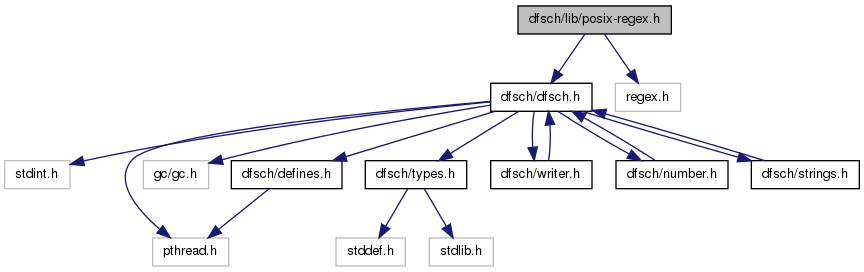 dfsch/lib/posix-regex.h
dfsch/dfsch.h
regex.h
stdint.h
gc/gc.h
dfsch/defines.h
dfsch/types.h
dfsch/writer.h
dfsch/number.h
dfsch/strings.h
pthread.h
stddef.h
stdlib.h